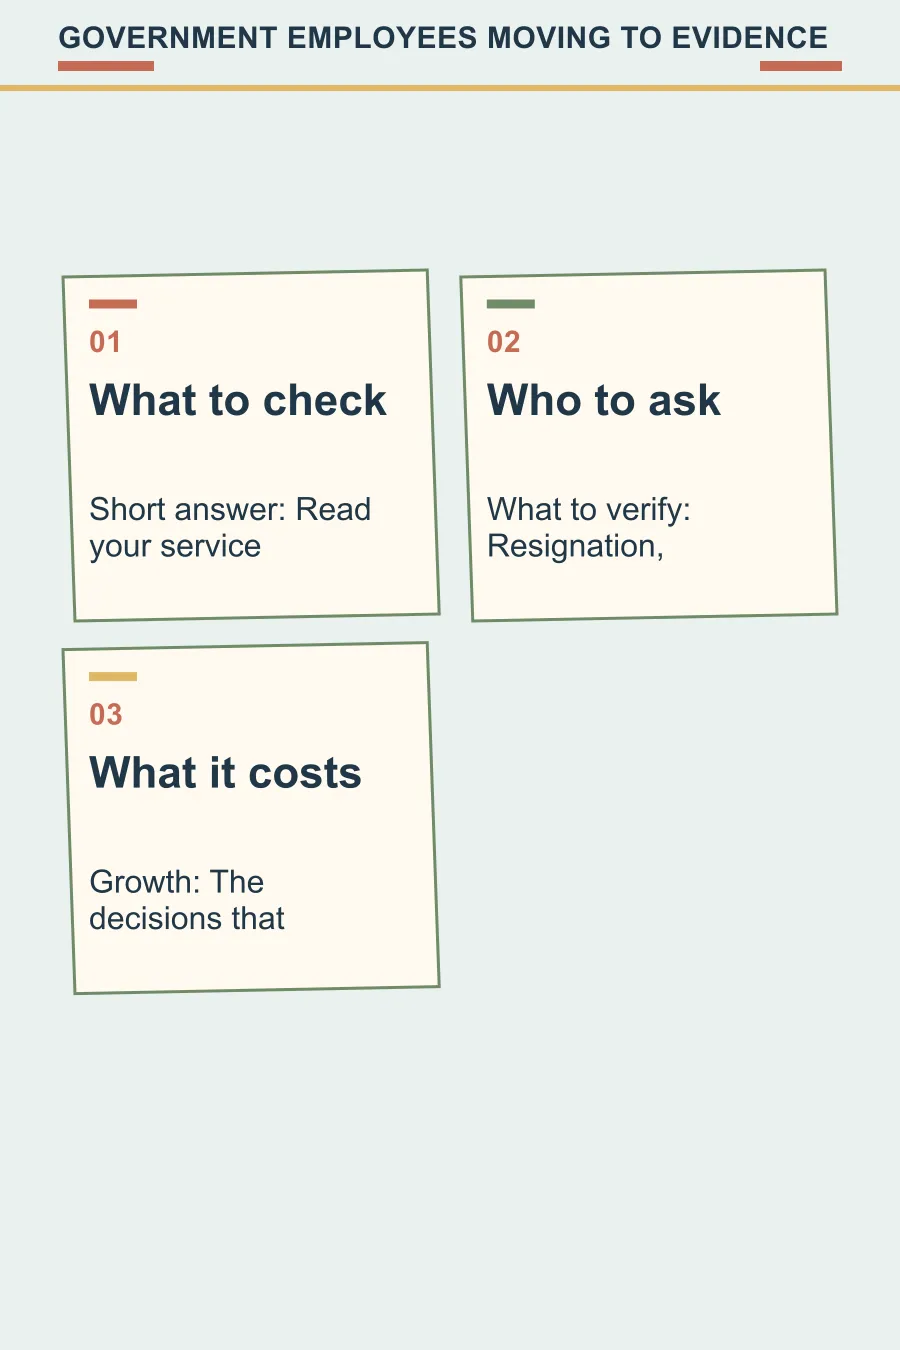 GOVERNMENT EMPLOYEES MOVING TO EVIDENCE
01
What to check
Short answer: Read
your service
02
Who to ask
What to verify:
Resignation,
03
What it costs
Growth: The
decisions that